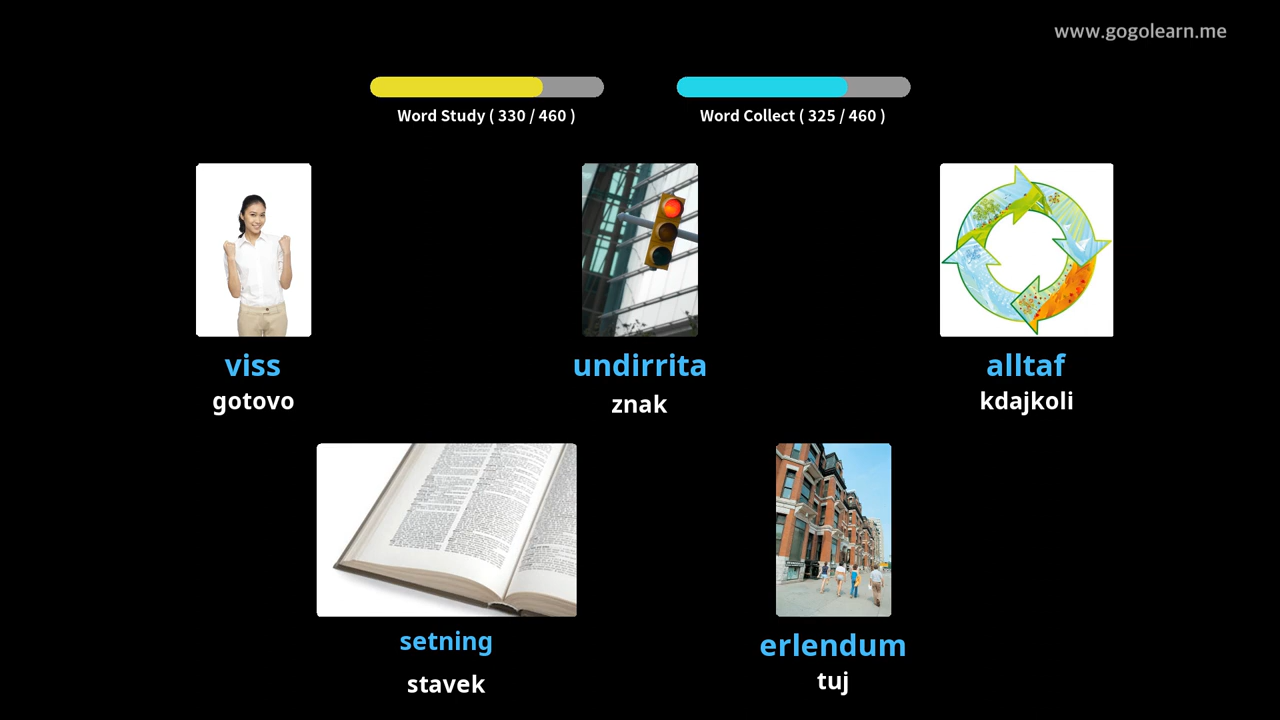 www.gogolearn.me
Word Study ( 330 / 460 )
Word Collect ( 325 / 460 )
viss
gotovo
undirrita
znak
alltaf
kdajkoli
setning
stavek
erlendum
tuj